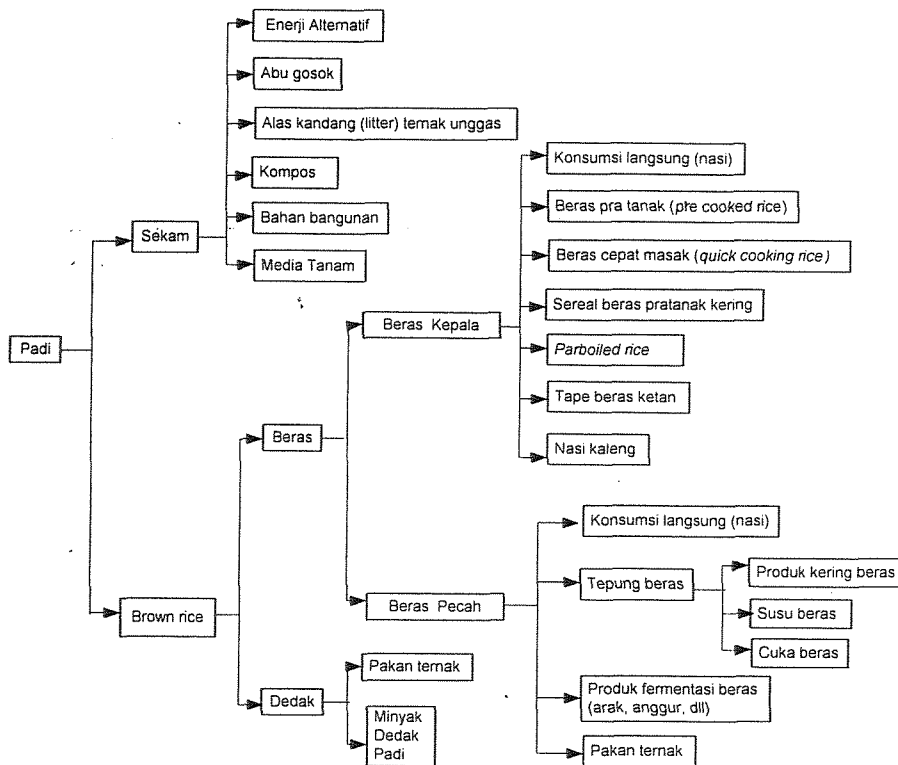 Enerji Alternatif
Abu gosok
Alas kandang (litter) ternak unggas
Kompos
Bahan bangunan
Media Tanam
Sekam
Padi
Brown rice
Beras
Dedak
Beras Kepala
Konsumsi langsung (nasi)
Beras pra tanak (pre cooked rice)
Beras cepat masak (quick cooking rice)
Sereal beras pratanak kering
Parboiled rice
Tape beras ketan
Nasi kaleng
Beras Pecah
Konsumsi langsung (nasi)
Tepung beras
Produk kering beras
Susu beras
Cuka beras
Produk fermentasi beras
(arak, anggur, dll)
Pakan ternak
Pakan ternak
Minyak
Dedak
Padi